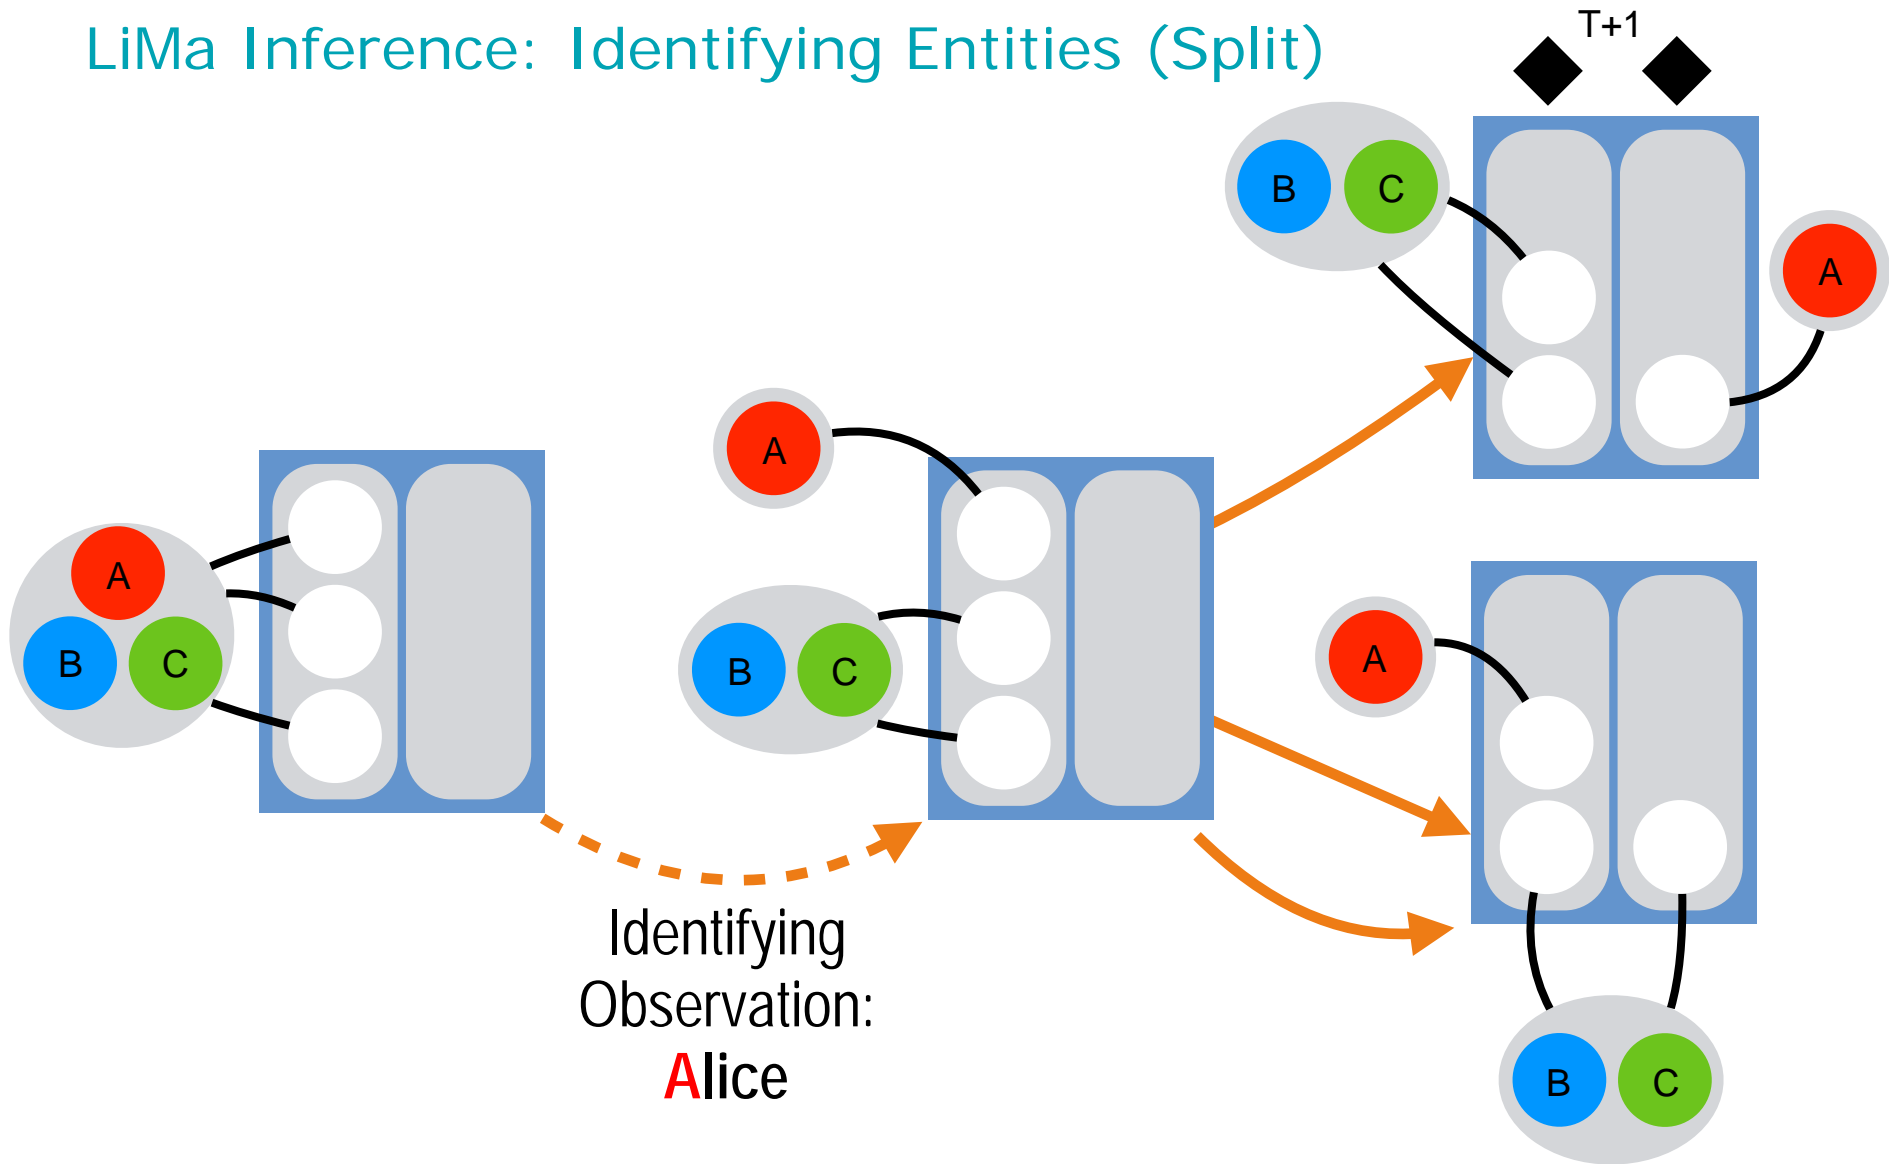 LiMa Inference: Identifying Entities (Split)
T+1
B C
A
A
A
B C
B C
A
Identifying
Observation:
Alice
B C